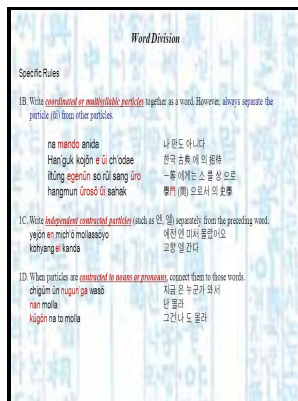 Word Division
Specific Rules
1B. Write coordinated or multisyllabic particles together as a word. However, always separate the
particle (ŭi) from other particles.
na mando anida 나 만도 아니다
Han'guk kojŏn e ŭi ch'odae 한국 古典 에 의 招待
iltŭng egenŭn so rŭl sang ŭro 一等 에게는 소 를 상 으로
hangmun ŭrosŏ ŭi sahak 學門 (問) 으로서 의 史學
1C. Write independent contracted particles (such as 엔, 엘) separately from the preceding word.
yejŏn en mich'ŏ mollassŏyo 예전 엔 미처 몰랐어요
kohyang el kanda 고향 엘 간다
1D. When particles are contracted to nouns or pronouns, connect them to those words.
chigŭm ŭn nugun'ga wasŏ 지금 은 누군가 와서
nan molla 난 몰라
kŭgŏn na to molla 그건 나 도 몰라